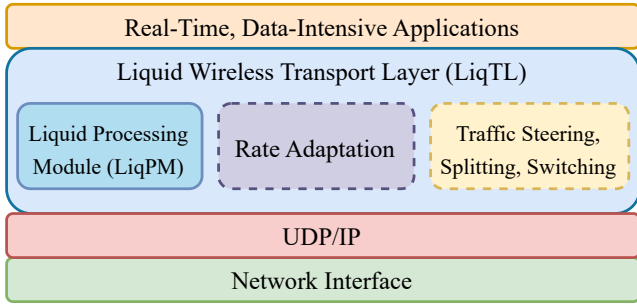 Real-Time, Data-Intensive Applications
Liquid Wireless Transport Layer (LiqTL)
Liquid Processing
Module (LiqPM)
Rate Adaptation
Traffic Steering,
Splitting, Switching
UDP/IP
Network Interface